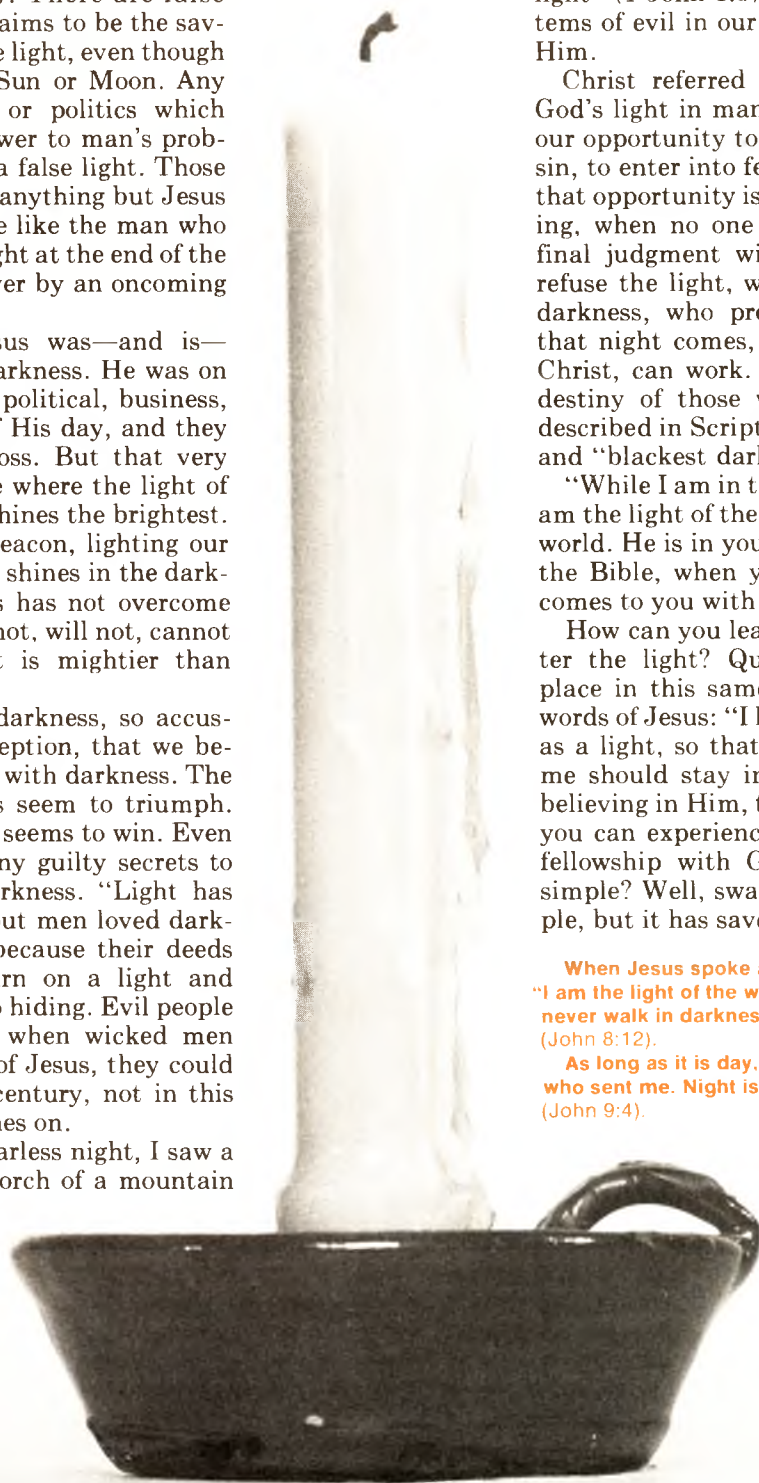 aims to be the sav-
e light, even though
Sun or Moon. Any
or politics which
wer to man's prob-
a false light. Those
anything but Jesus
e like the man who
ght at the end of the
ver by an oncoming
sus was—and is—
arkness. He was on
political, business,
f His day, and they
oss. But that very
e where the light of
hines the brightest.
eacon, lighting our
shines in the dark-
s has not overcome
not, will not, cannot
t is mightier than
darkness, so accus-
eption, that we be-
with darkness. The
s seem to triumph.
seems to win. Even
ny guilty secrets to
rkness. “Light has
out men loved dark-
because their deeds
rn on a light and
o hiding. Evil people
when wicked men
of Jesus, they could
century, not in this
nes on.
arless night, I saw a
orch of a mountain
tems of evil in our
Him.
Christ referred
God's light in man
our opportunity to
sin, to enter into fe
that opportunity is
ing, when no one
final judgment wi
refuse the light, w
darkness, who pre
that night comes,
Christ, can work.
destiny of those w
described in Script
and “blackest dark
“While I am in t
am the light of the
world. He is in you
the Bible, when y
comes to you with
How can you lea
ter the light? Qu
place in this same
words of Jesus: “I h
as a light, so that
me should stay in
believing in Him, t
you can experienc
fellowship with G
simple? Well, swa
ple, but it has save
When Jesus spoke a
“I am the light of the w
never walk in darknes
(John 8:12).
As long as it is day,
who sent me. Night is
(John 9:4).